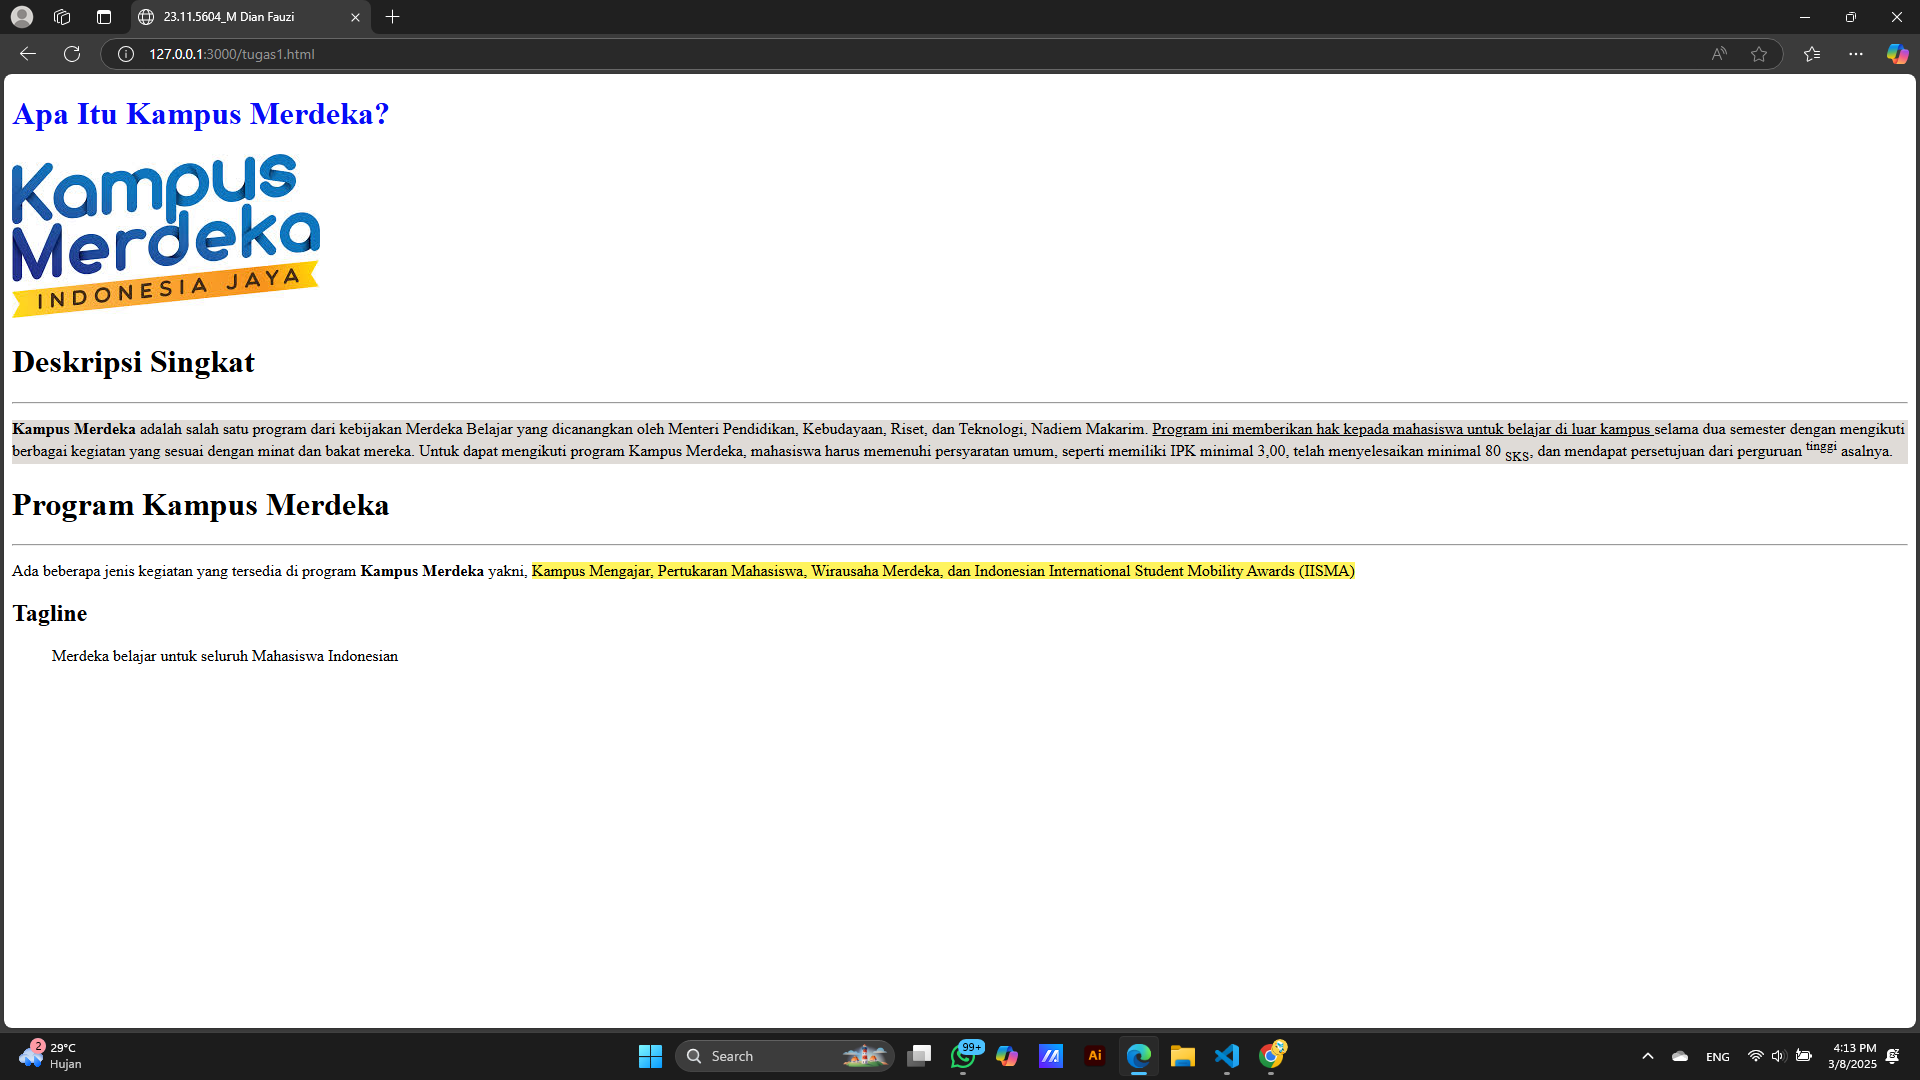 23.11.5604_M Dian Fauzi
127.0.0.1:3000/tugas1.html
Apa Itu Kampus Merdeka?
Kampus
Merdeka
INDONESIA JAYA
Deskripsi Singkat
Kampus Merdeka adalah salah satu program dari kebijakan Merdeka Belajar yang dicanangkan oleh Menteri Pendidikan, Kebudayaan, Riset, dan Teknologi, Nadiem Makarim. Program ini memberikan hak kepada mahasiswa untuk belajar di luar kampus selama dua semester dengan mengikuti
berbagai kegiatan yang sesuai dengan minat dan bakat mereka. Untuk dapat mengikuti program Kampus Merdeka, mahasiswa harus memenuhi persyaratan umum, seperti memiliki IPK minimal 3,00, telah menyelesaikan minimal 80 SKS, dan mendapat persetujuan dari perguruan tinggi asalnya.
Program Kampus Merdeka
Ada beberapa jenis kegiatan yang tersedia di program Kampus Merdeka yakni, Kampus Mengajar, Pertukaran Mahasiswa, Wirausaha Merdeka, dan Indonesian International Student Mobility Awards (IISMA)
Tagline
Merdeka belajar untuk seluruh Mahasiswa Indonesian
2
29°C
Hujan
Search
99+
Ai
ENG
4:13 PM
3/8/2025